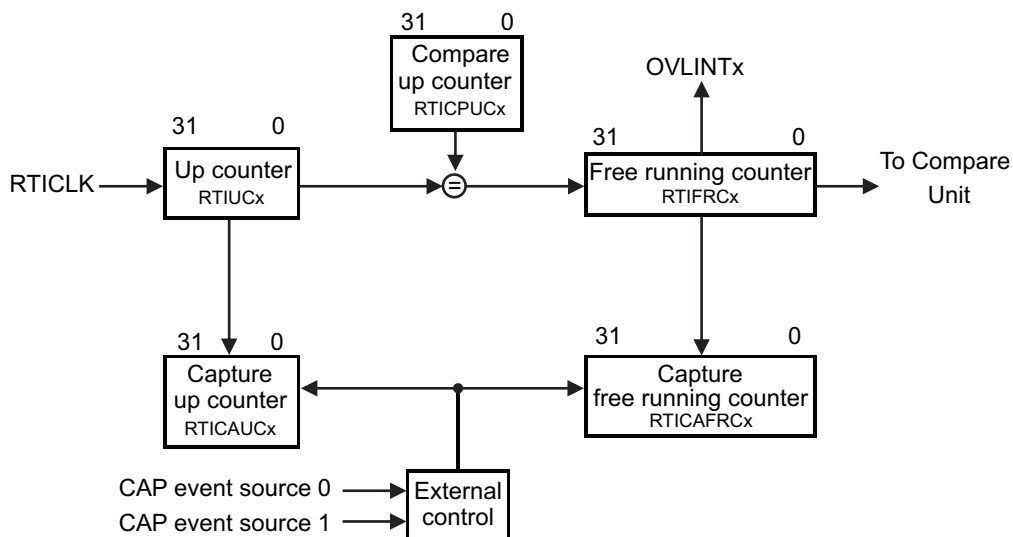 31 0
Compare
up counter
RTICPUCx
OVLINTx
31 0
31 0
RTICLK
Up counter
RTIUCx
=
Free running counter
RTIFRCx
To Compare
Unit
31 0
Capture
up counter
RTICAUCx
31 0
Capture
free running counter
RTICAFRCx
CAP event source 0
CAP event source 1
External
control